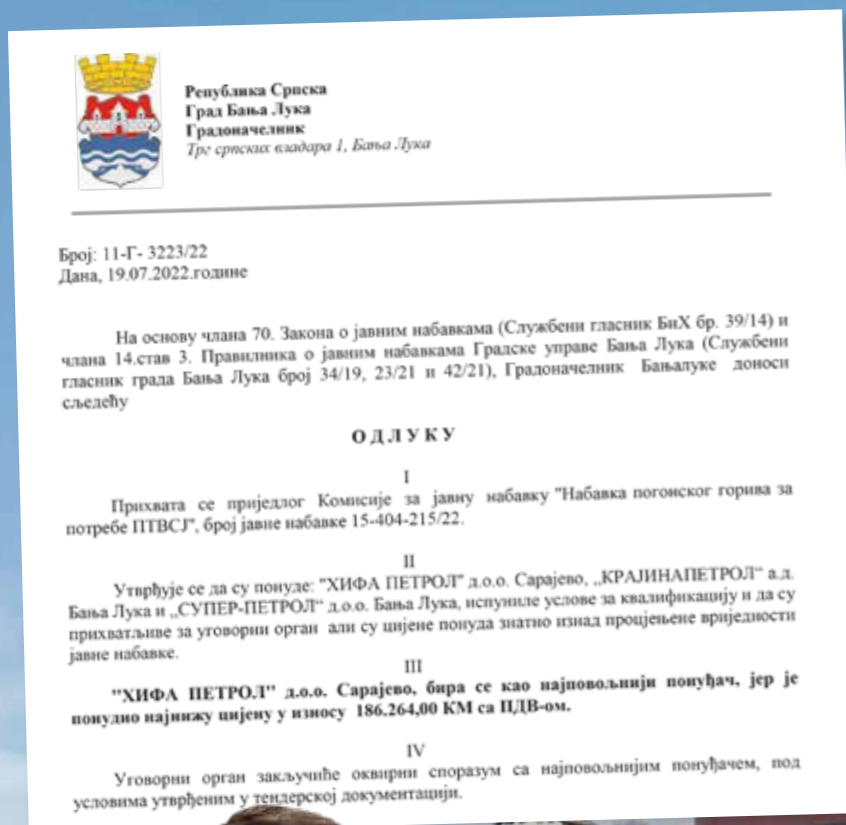 Република Српска
Град Бања Лука
Градоначелник
Трг српских владара 1, Бања Лука
Број: 11-Г- 3223/22
Дана, 19.07.2022.године
На основу члана 70. Закона о јавним набавкама (Службени гласник БиХ бр. 39/14) и
члана 14.став 3. Правилника о јавним набавкама Градске управе Бања Лука (Службени
гласник града Бања Лука број 34/19, 23/21 и 42/21), Градоначелник Бањалуке доноси
сљедећу
О Д Л У К У
I
Прихвата се приједлог Комисије за јавну набавку "Набавка погонског горива за
потребе ПТВСЈ", број јавне набавке 15-404-215/22.
II
Утврђује се да су понуде: "ХИФА ПЕТРОЛ" д.о.о. Сарајево, „КРАЈИНАПЕТРОЛ“ а.д.
Бања Лука и „СУПЕР-ПЕТРОЛ“ д.о.о. Бања Лука, испуниле услове за квалификацију и да су
прихватљиве за уговорни орган али су цијене понуда знатно изнад процјењене вриједности
јавне набавке.
III
"ХИФА ПЕТРОЛ" д.о.о. Сарајево, бира се као најповољнији понуђач, јер је
понудио најнижу цијену у износу 186.264,00 КМ са ПДВ-ом.
IV
Уговорни орган закључиће оквирни споразум са најповољнијим понуђачем, под
условима утврђеним у тендерској документацији.